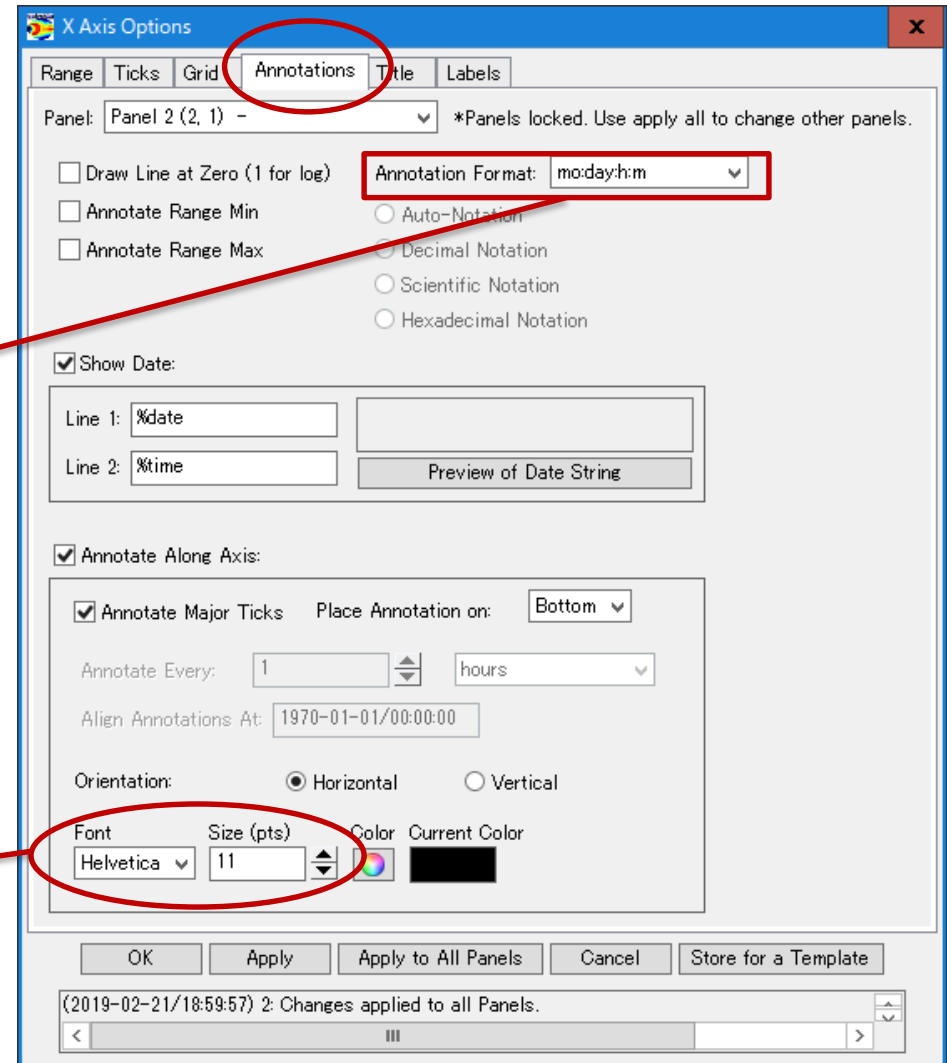 X Axis Options
x
Range Ticks Grid Annotations Title Labels
Panel: Panel 2 (2, 1) - *Panels locked. Use apply all to change other panels.
Draw Line at Zero (1 for log) Annotation Format: mo:day:h:m
Annotate Range Min Auto-Notation
Annotate Range Max Decimal Notation
Scientific Notation
Hexadecimal Notation
Show Date:
Line 1: %date
Line 2: %time Preview of Date String
Annotate Along Axis:
Annotate Major Ticks Place Annotation on: Bottom
Annotate Every: 1 hours
Align Annotations At: 1970-01-01/00:00:00
Orientation: Horizontal Vertical
Font Size (pts) Color Current Color
Helvetica 11
OK Apply Apply to All Panels Cancel Store for a Template
(2019-02-21/18:59:57) 2: Changes applied to all Panels.